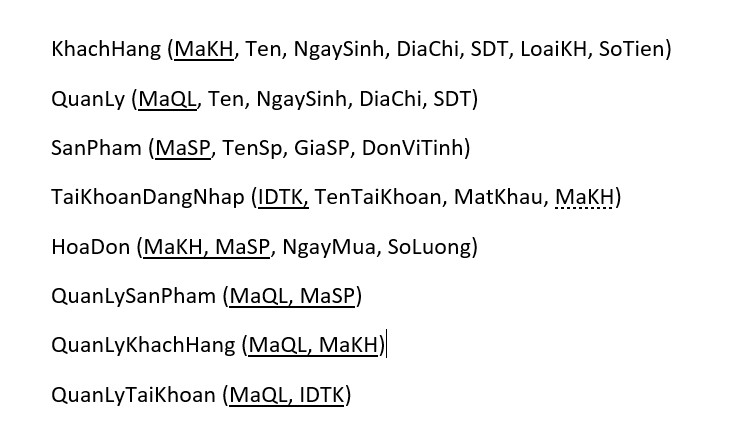 KhachHang (MaKH, Ten, NgaySinh, DiaChi, SDT, LoaiKH, SoTien)
QuanLy (MaQL, Ten, NgaySinh, DiaChi, SDT)
SanPham (MaSP, TenSp, GiaSP, DonViTinh)
TaiKhoanDangNhap (IDTK, TenTaiKhoan, MatKhau, MaKH)
HoaDon (MaKH, MaSP, NgayMua, SoLuong)
QuanLySanPham (MaQL, MaSP)
QuanLyKhachHang (MaQL, MaKH)
QuanLyTaiKhoan (MaQL, IDTK)